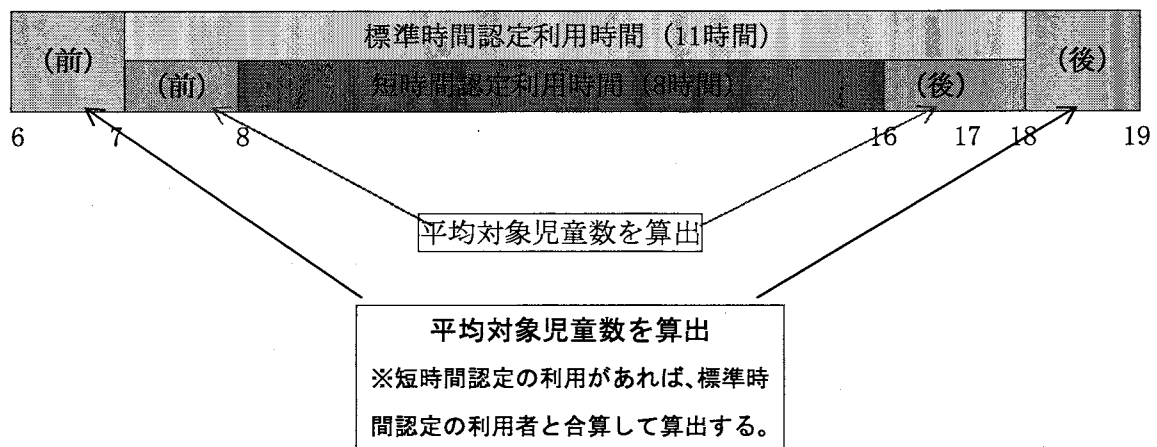 標準時間認定利用時間（11時間）
(前)
(後)
(前)
短時間認定利用時間（8時間）
(後)
6 7 8 16 17 18 19
平均対象児童数を算出
平均対象児童数を算出
※短時間認定の利用があれば、標準時
間認定の利用者と合算して算出する。